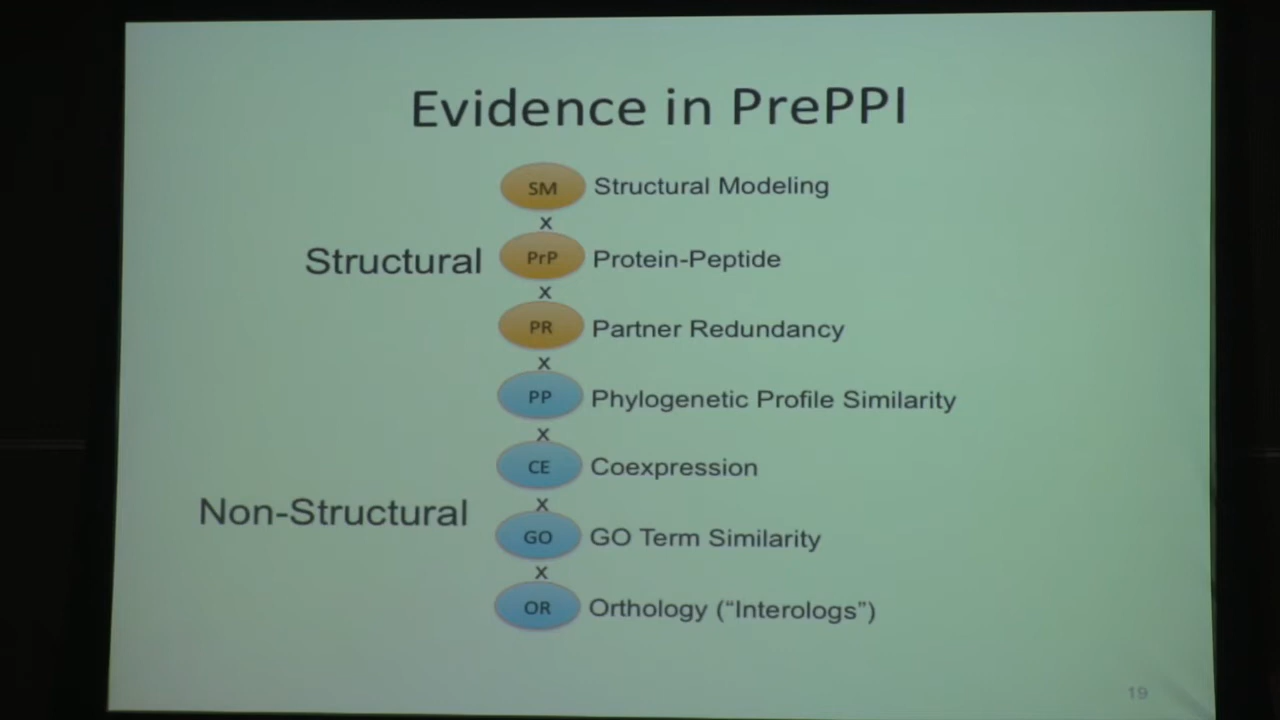 Evidence in PrePPI
SM Structural Modeling
x
Structural PrP Protein-Peptide
x
PR Partner Redundancy
x
PP Phylogenetic Profile Similarity
x
CE Coexpression
x
Non-Structural GO GO Term Similarity
x
OR Orthology (“Interologs”)
19